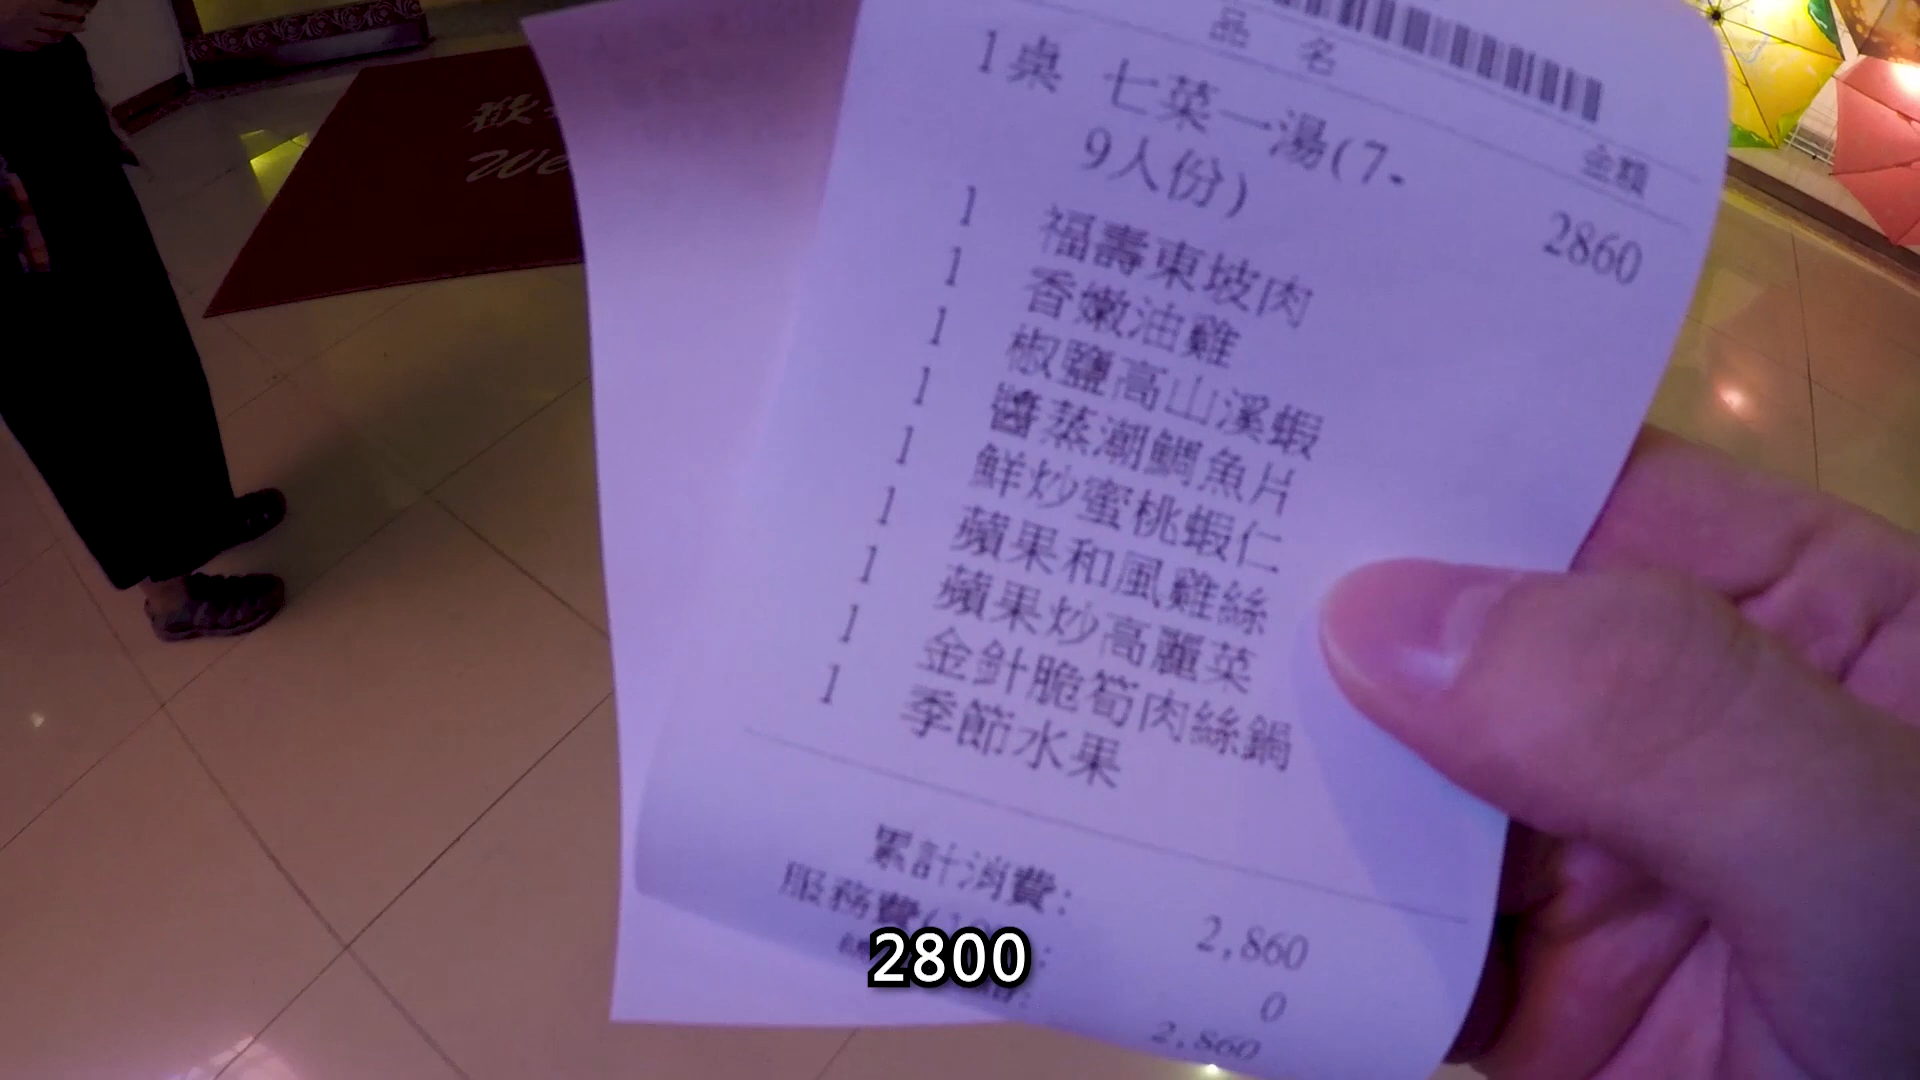 品 名
金額
1桌 七菜一湯(7-
9人份) 2860
1 福壽東坡肉
1 香嫩油雞
1 椒鹽高山溪蝦
1 醬蒸潮鯛魚片
1 鮮炒蜜桃蝦仁
1 蘋果和風雞絲
1 蘋果炒高麗菜
1 金針脆筍肉絲鍋
1 季節水果
累計消費: 2,860
服務費( : 0
2,860
2800
歡
We